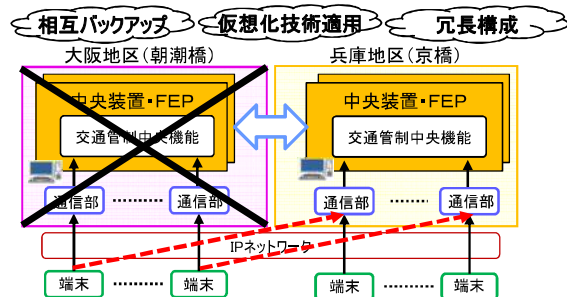 相互バックアップ 仮想化技術適用 冗長構成
大阪地区(朝潮橋) 兵庫地区(京橋)
中央装置・FEP 中央装置・FEP
交通管制中央機能 交通管制中央機能
通信部 ……… 通信部 通信部 ……… 通信部
IPネットワーク
端末 ……… 端末 端末 ……… 端末